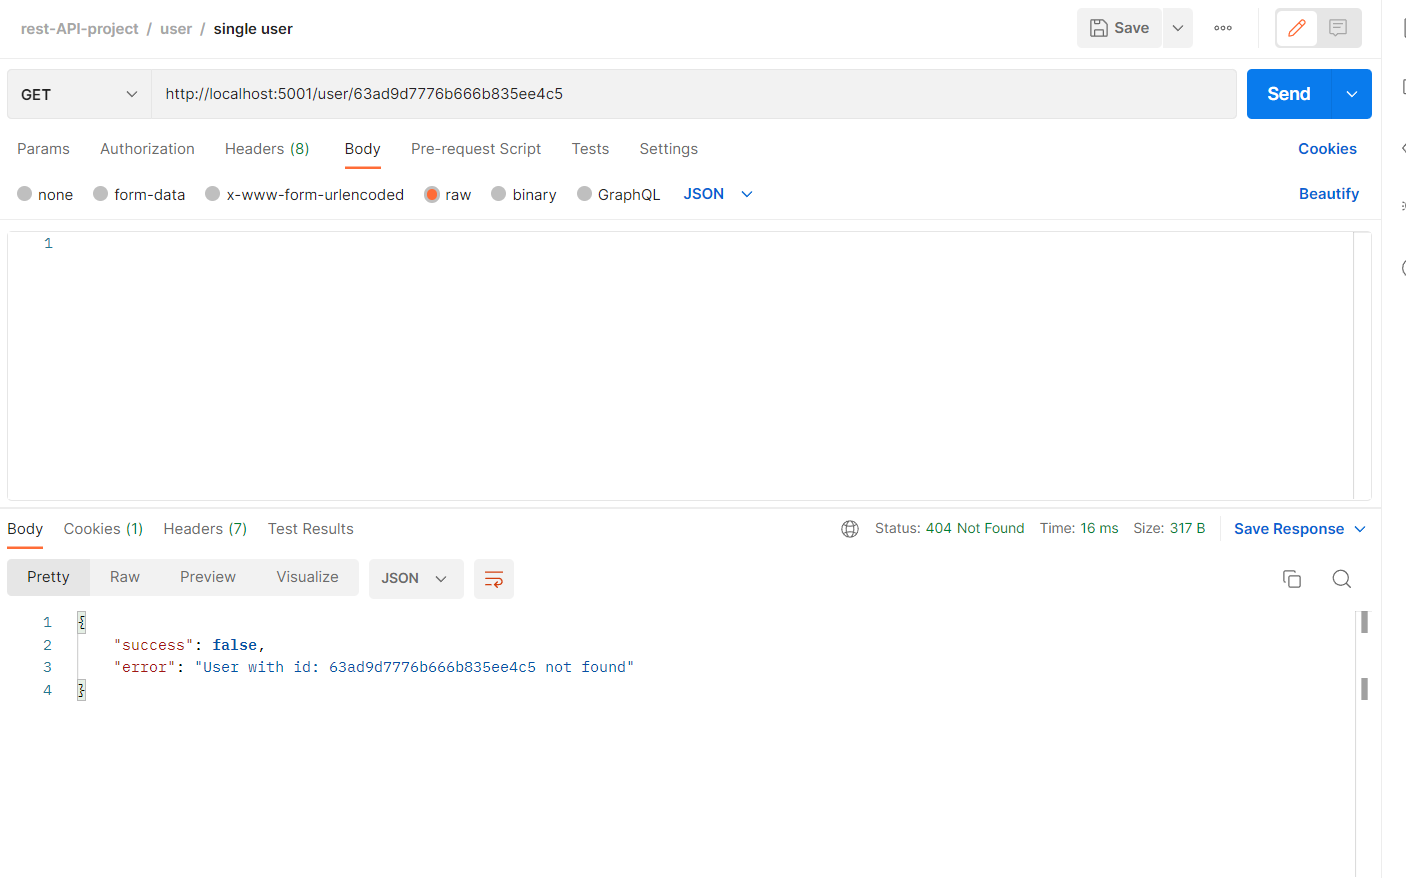 rest-API-project / user / single user
Save
GET
http://localhost:5001/user/63ad9d7776b666b835ee4c5
Send
Params Authorization Headers (8) Body Pre-request Script Tests Settings Cookies
none form-data x-www-form-urlencoded raw binary GraphQL JSON Beautify
1
Body Cookies (1) Headers (7) Test Results Status: 404 Not Found Time: 16 ms Size: 317 B Save Response
Pretty Raw Preview Visualize JSON
1 {
2 "success": false,
3 "error": "User with id: 63ad9d7776b666b835ee4c5 not found"
4 }